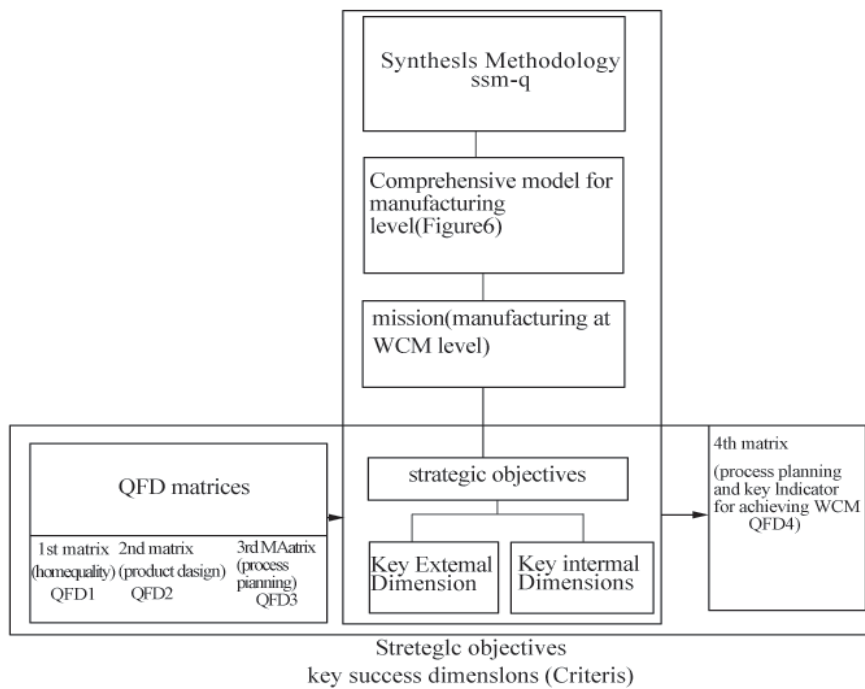 Synthesls Methodology
ssm-q
Comprehensive model for
manufacturing
level(Figure6)
mission(manufacturing at
WCM level)
strategic objectives
Key Extemal
Dimension
Key internal
Dimensions
QFD matrices
1st matrix
(homequality)
QFD1
2nd matrix
(product dasign)
QFD2
3rd MAatrix
(process
pianning)
QFD3
4th matrix
(process planning
and key Indicator
for achieving WCM
QFD4)
Streteglc objectives
key success dimenslons (Criteris)